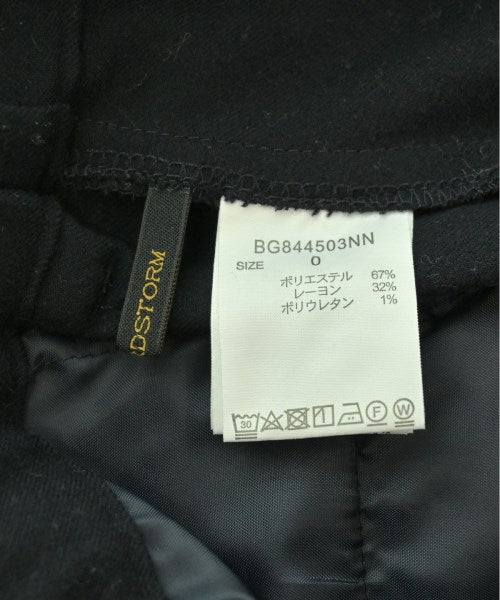 RDSTORM
BG844503NN
SIZE 0
ポリエステル 67%
レーヨン 32%
ポリウレタン 1%
30 F W